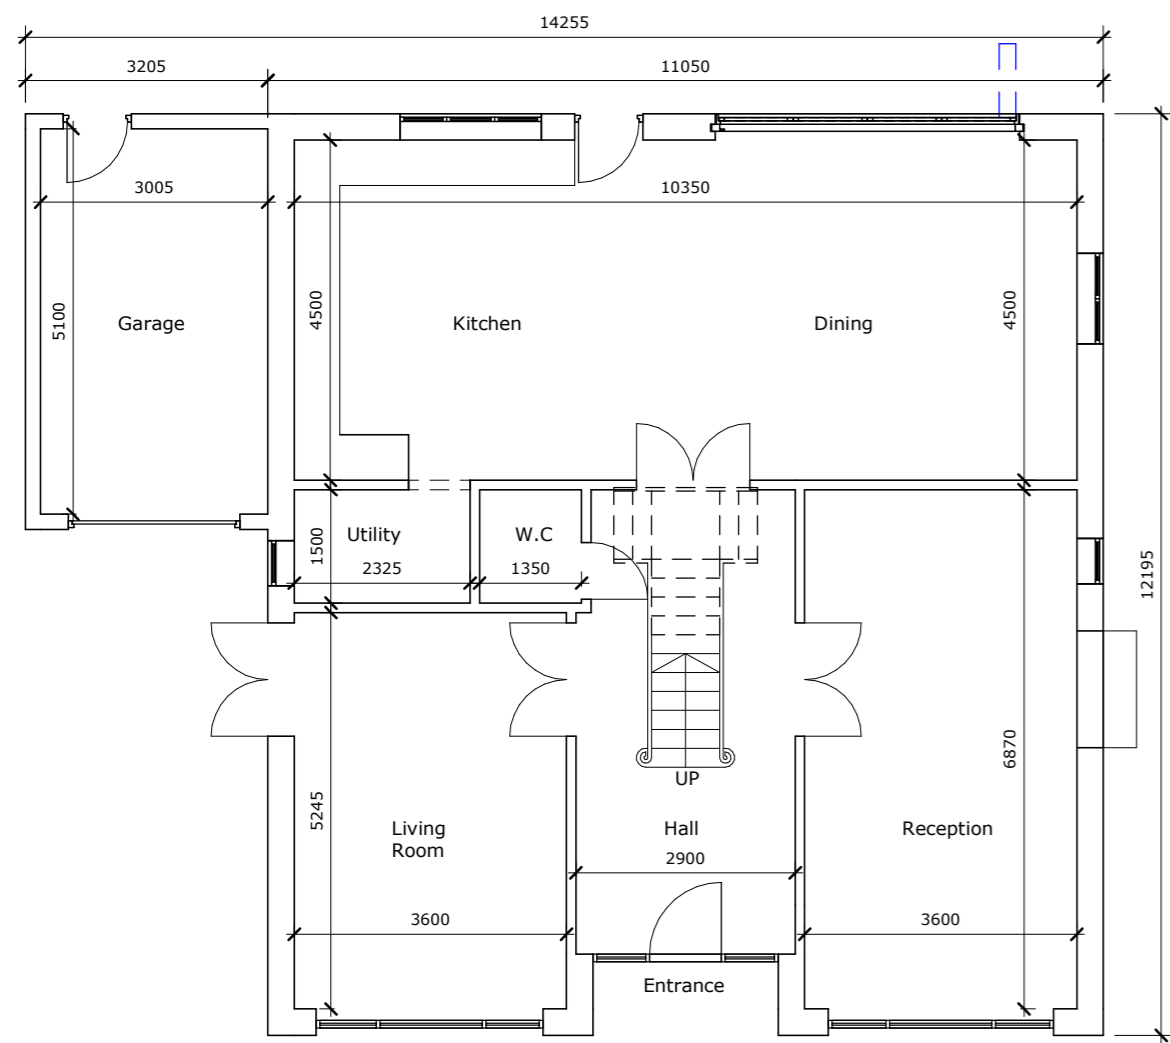 14255
3205
11050
3005
10350
5100
Garage
4500
Kitchen
Dining
4500
1500
Utility
W.C
2325
1350
12195
UP
5245
6870
Living
Room
Hall
Reception
2900
3600
3600
Entrance